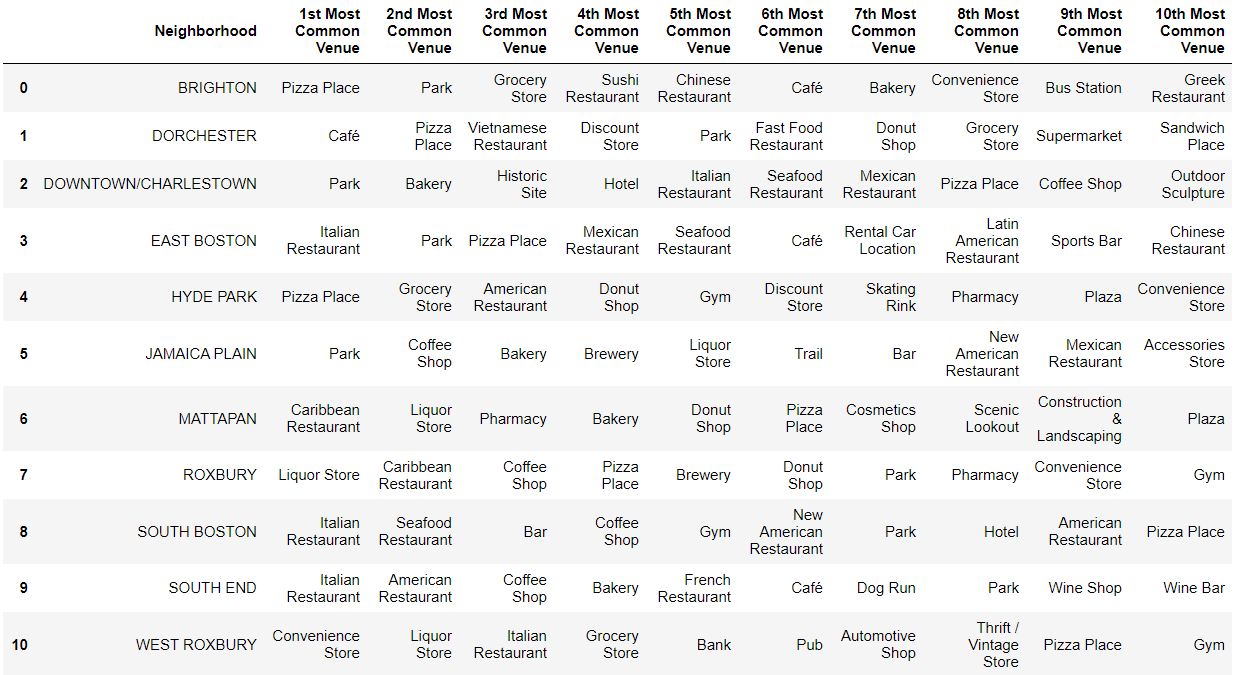 Neighborhood 1st Most Common Venue 2nd Most Common Venue 3rd Most Common Venue 4th Most Common Venue 5th Most Common Venue 6th Most Common Venue 7th Most Common Venue 8th Most Common Venue 9th Most Common Venue 10th Most Common Venue
0 BRIGHTON Pizza Place Park Grocery Store Sushi Restaurant Chinese Restaurant Café Bakery Convenience Store Bus Station Greek Restaurant
1 DORCHESTER Café Pizza Place Vietnamese Restaurant Discount Store Park Fast Food Restaurant Donut Shop Grocery Store Supermarket Sandwich Place
2 DOWNTOWN/CHARLESTOWN Park Bakery Historic Site Hotel Italian Restaurant Seafood Restaurant Mexican Restaurant Pizza Place Coffee Shop Outdoor Sculpture
3 EAST BOSTON Italian Restaurant Park Pizza Place Mexican Restaurant Seafood Restaurant Café Rental Car Location Latin American Restaurant Sports Bar Chinese Restaurant
4 HYDE PARK Pizza Place Grocery Store American Restaurant Donut Shop Gym Discount Store Skating Rink Pharmacy Plaza Convenience Store
5 JAMAICA PLAIN Park Coffee Shop Bakery Brewery Liquor Store Trail Bar New American Restaurant Mexican Restaurant Accessories Store
6 MATTAPAN Caribbean Restaurant Liquor Store Pharmacy Bakery Donut Shop Pizza Place Cosmetics Shop Scenic Lookout Construction & Landscaping Plaza
7 ROXBURY Liquor Store Caribbean Restaurant Coffee Shop Pizza Place Brewery Donut Shop Park Pharmacy Convenience Store Gym
8 SOUTH BOSTON Italian Restaurant Seafood Restaurant Bar Coffee Shop Gym New American Restaurant Park Hotel American Restaurant Pizza Place
9 SOUTH END Italian Restaurant American Restaurant Coffee Shop Bakery French Restaurant Café Dog Run Park Wine Shop Wine Bar
10 WEST ROXBURY Convenience Store Liquor Store Italian Restaurant Grocery Store Bank Pub Automotive Shop Thrift / Vintage Store Pizza Place Gym